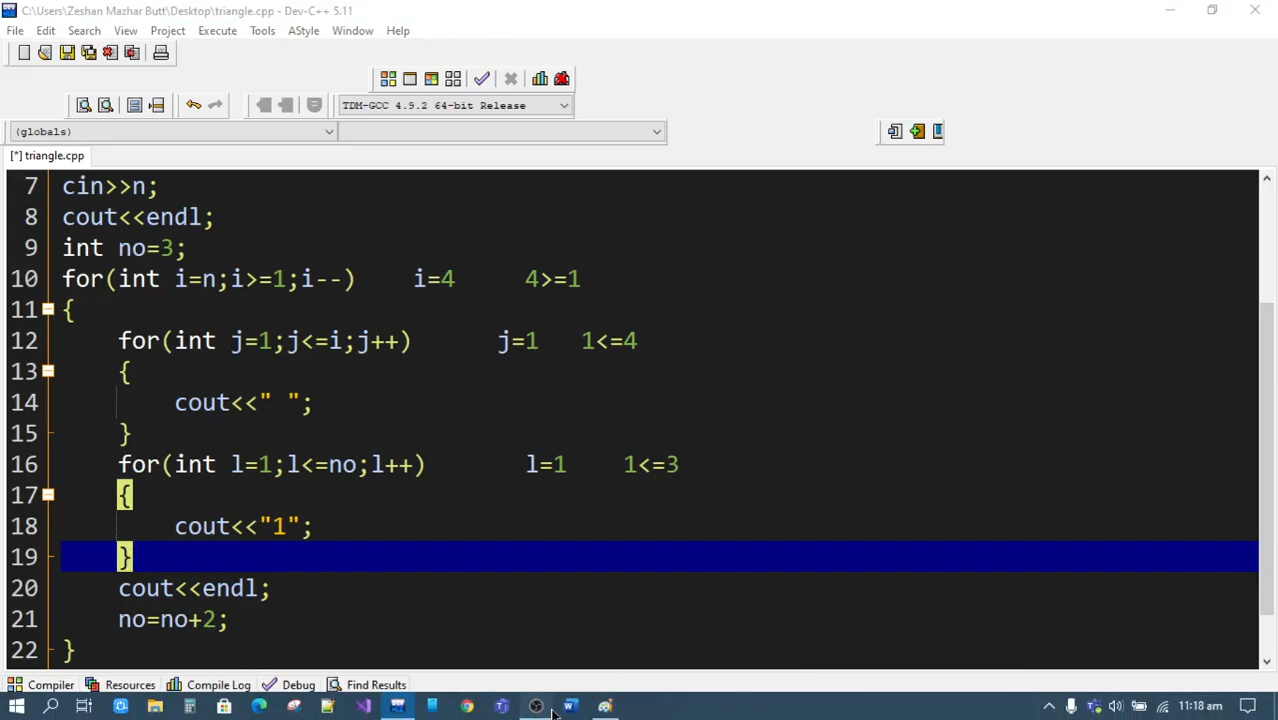 C:\Users\Zeshan Mazhar Butt\Desktop\triangle.cpp - Dev-C++ 5.11
File Edit Search View Project Execute Tools AStyle Window Help
TDM-GCC 4.9.2 64-bit Release
(globals)
[*] triangle.cpp
7 cin>>n;
8 cout<<endl;
9 int no=3;
10 for(int i=n;i>=1;i--) i=4 4>=1
11 {
12 for(int j=1;j<=i;j++) j=1 1<=4
13 {
14 cout<<" ";
15 }
16 for(int l=1;l<=no;l++) l=1 1<=3
17 {
18 cout<<"1";
19 }
20 cout<<endl;
21 no=no+2;
22 }
Compiler Resources Compile Log Debug Find Results
11:18 am